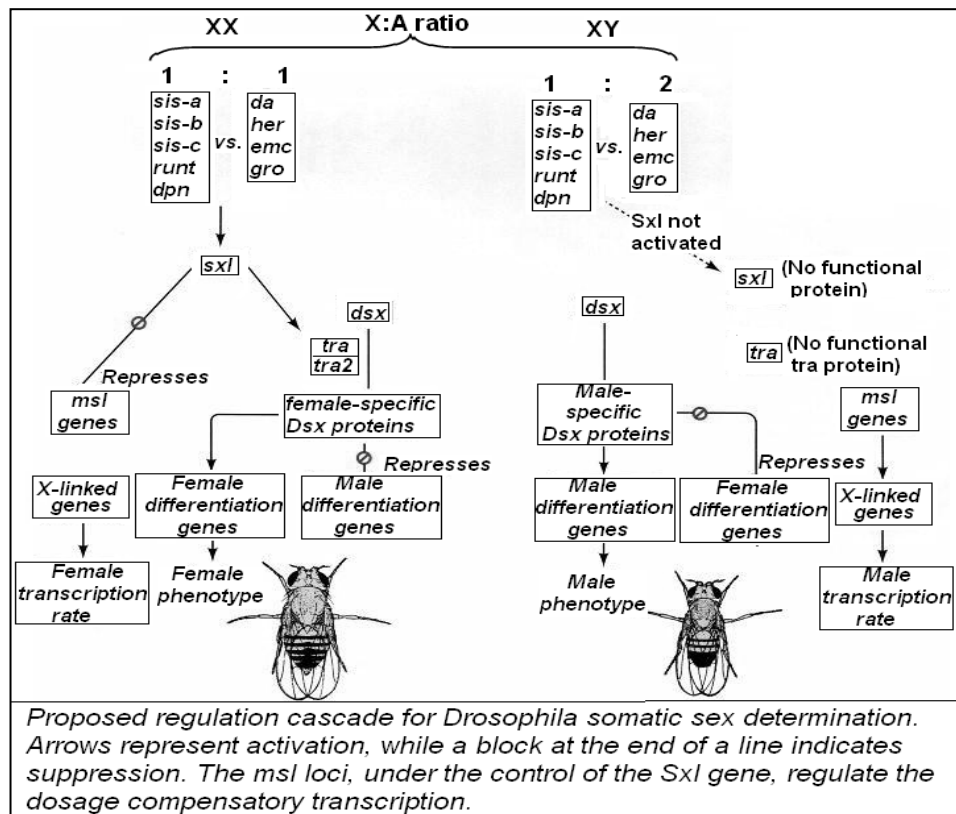 XX X:A ratio XY
1 : 1
sis-a
sis-b
sis-c
runt
dpn
vs.
da
her
emc
gro
1 : 2
sis-a
sis-b
sis-c
runt
dpn
vs.
da
her
emc
gro
Sxl not
activated
sxl
sxl (No functional
protein)
dsx
tra
tra2
Represses
msl
genes
female-specific
Dsx proteins
Represses
X-linked
genes
Female
differentiation
genes
Male
differentiation
genes
Female
transcription
rate
Female
phenotype
dsx
tra (No functional
tra protein)
Male-
specific
Dsx proteins
msl
genes
Represses
Male
differentiation
genes
Female
differentiation
genes
X-linked
genes
Male
phenotype
Male
transcription
rate
Proposed regulation cascade for Drosophila somatic sex determination.
Arrows represent activation, while a block at the end of a line indicates
suppression. The msl loci, under the control of the Sxl gene, regulate the
dosage compensatory transcription.